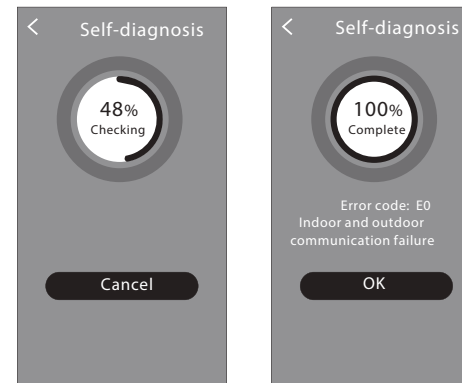 Self-diagnosis
48%
Checking
Cancel
Self-diagnosis
100%
Complete
Error code: E0
Indoor and outdoor
communication failure
OK